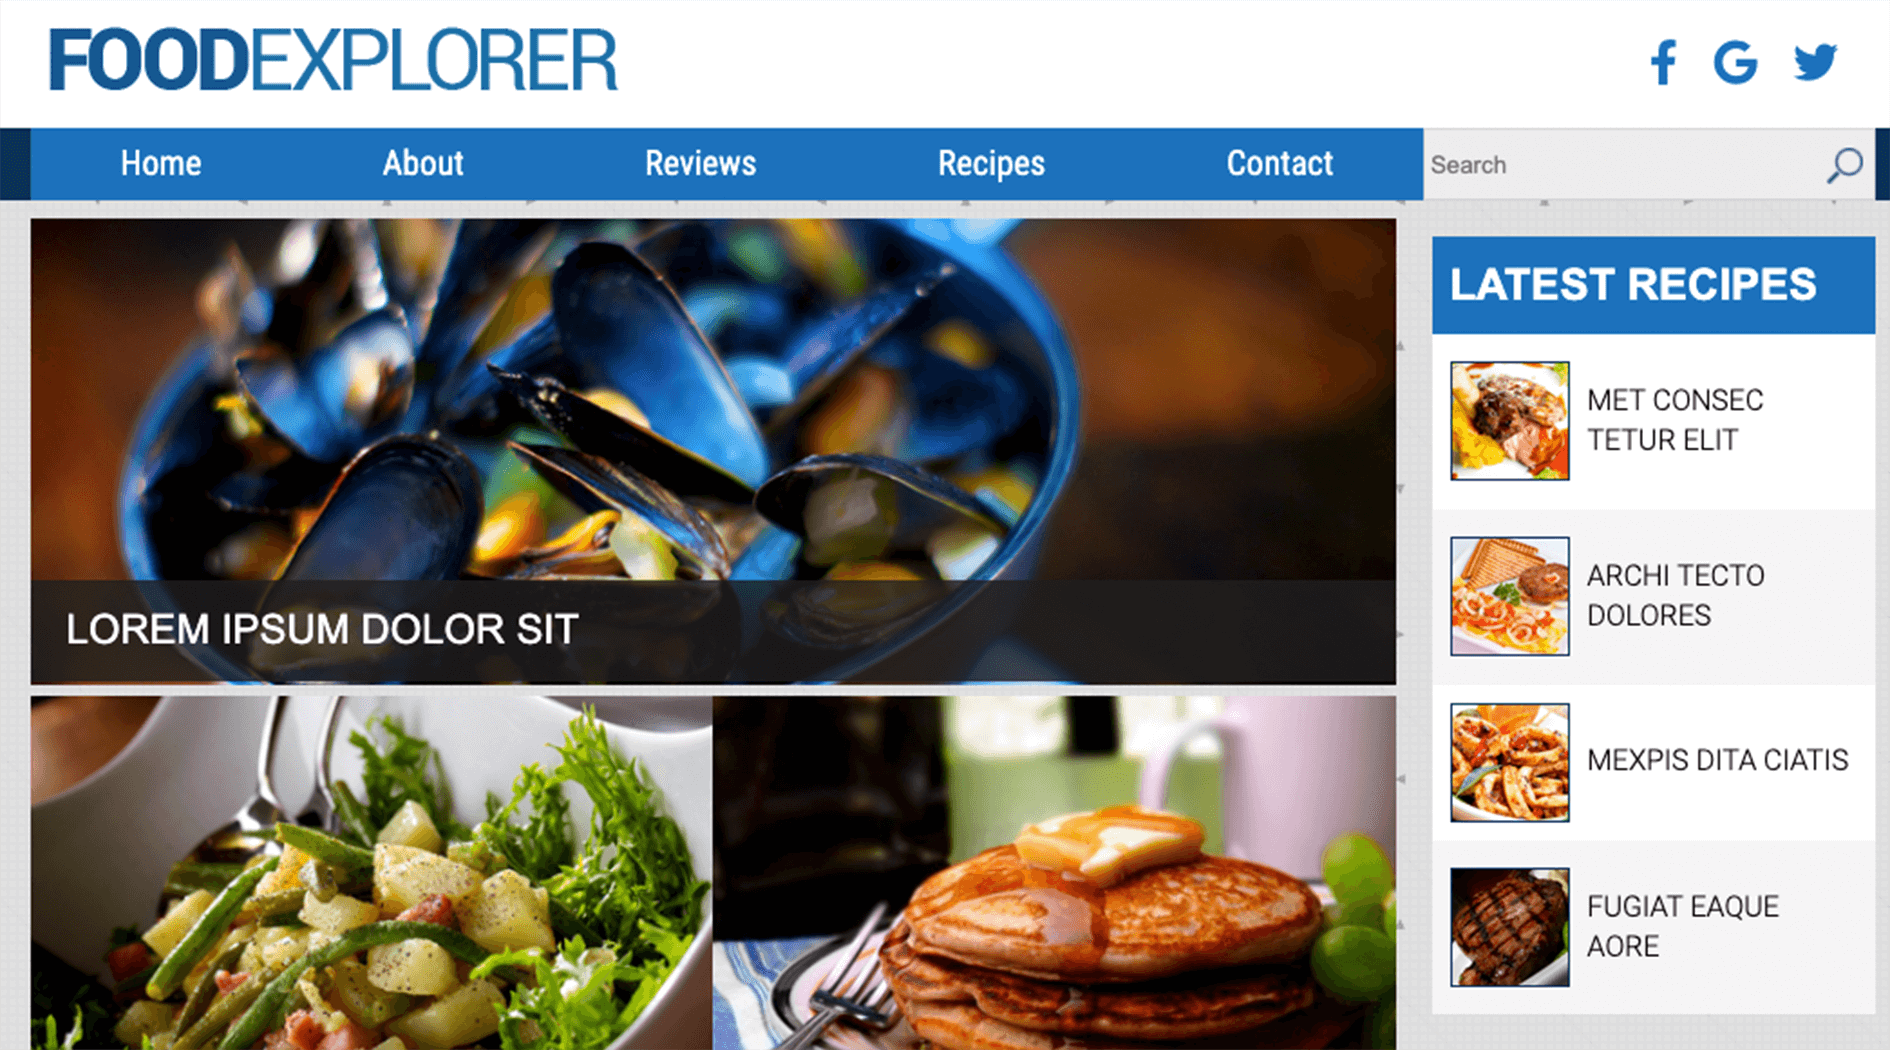 FOODEXPLORER
Home About Reviews Recipes Contact Search
LOREM IPSUM DOLOR SIT
LATEST RECIPES
MET CONSEC
TETUR ELIT
ARCHI TECTO
DOLORES
MEXPIS DITA CIATIS
FUGIAT EAQUE
AORE